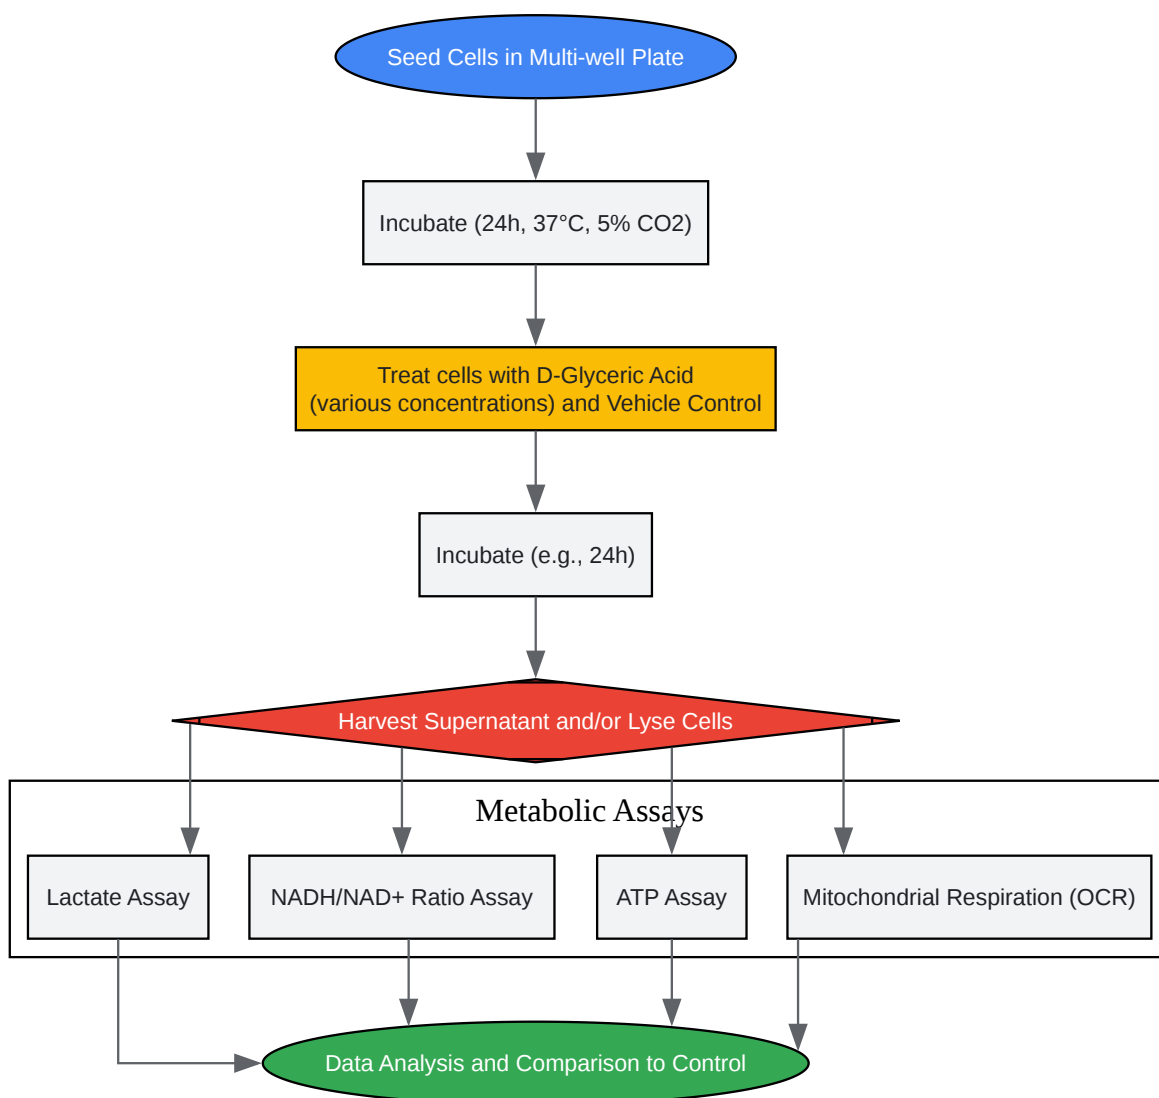 Seed Cells in Multi-well Plate
Incubate (24h, 37°C, 5% CO2)
Treat cells with D-Glyceric Acid
(various concentrations) and Vehicle Control
Incubate (e.g., 24h)
Harvest Supernatant and/or Lyse Cells
Metabolic Assays
Lactate Assay
NADH/NAD+ Ratio Assay
ATP Assay
Mitochondrial Respiration (OCR)
Data Analysis and Comparison to Control